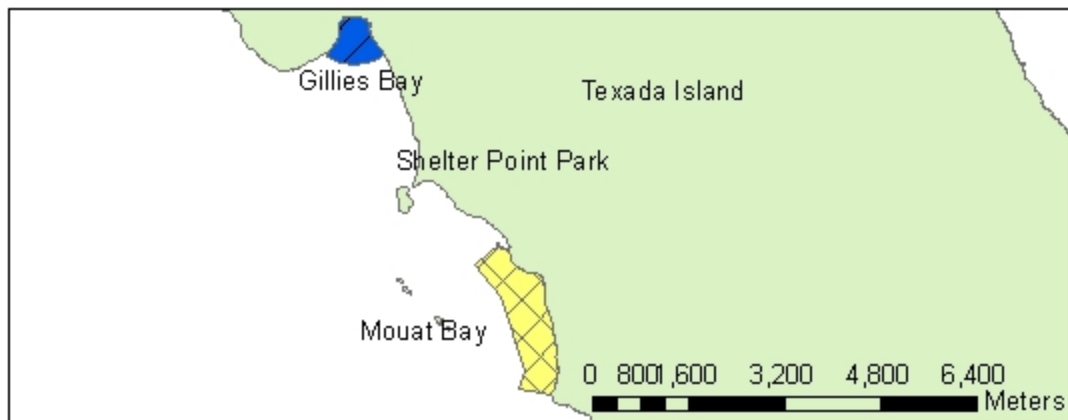 Gillies Bay
Texada Island
Shelter Point Park
Mouat Bay
0 800 1,600 3,200 4,800 6,400
Meters